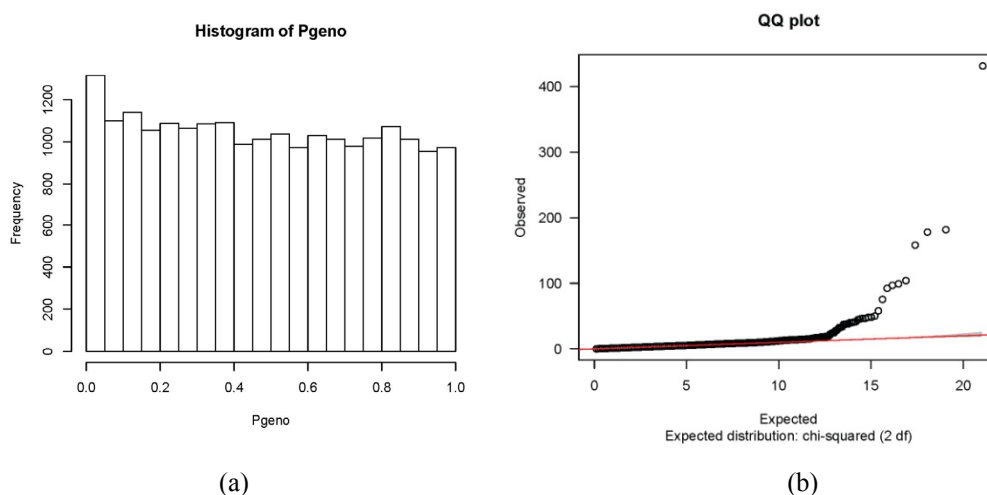 Histogram of Pgeno
Frequency
1200
1000
800
600
400
200
0
0.0 0.2 0.4 0.6 0.8 1.0
Pgeno
(a)
QQ plot
Observed
400
300
200
100
0
0 5 10 15 20
Expected
Expected distribution: chi-squared (2 df)
(b)